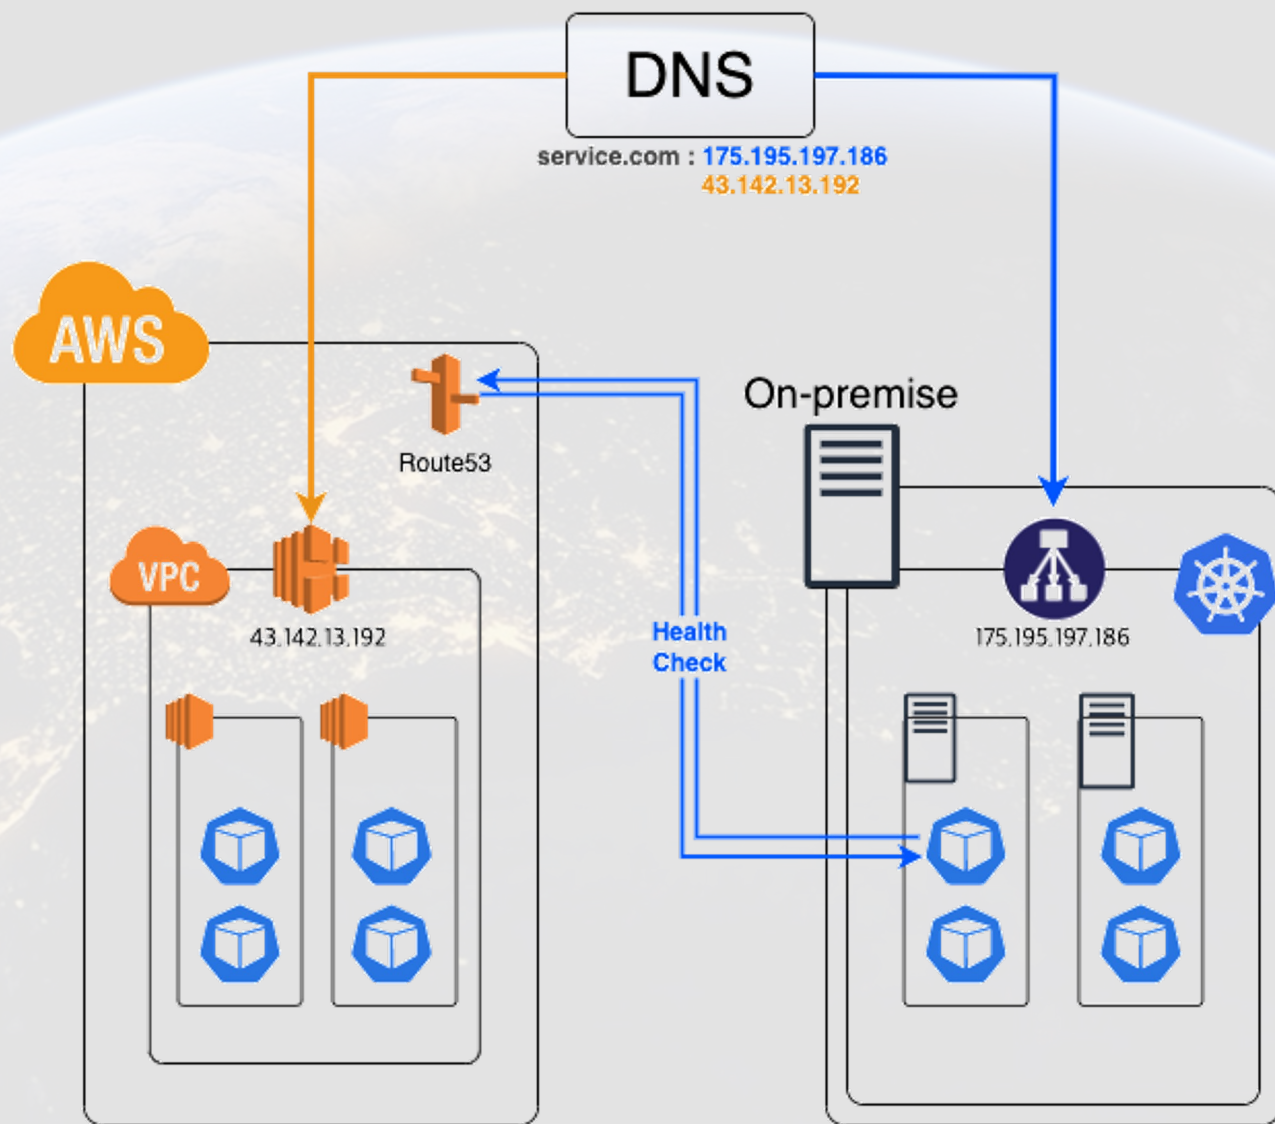 DNS
service.com : 175.195.197.186
43.142.13.192
AWS
Route53
On-premise
VPC
43.142.13.192
175.195.197.186
Health
Check